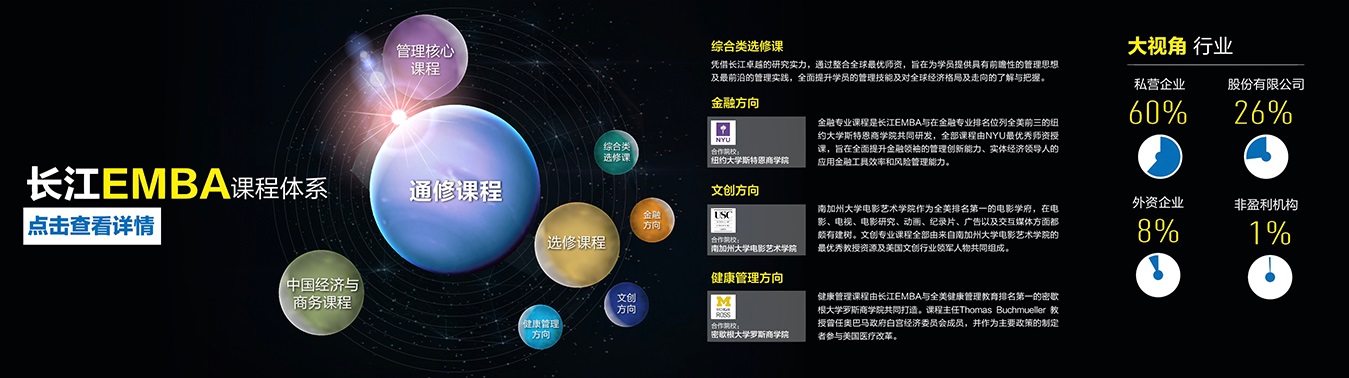 长江EMBA课程体系
点击查看详情
管理核心
课程
通修课程
综合类
选修课
金融
方向
选修课程
文创
方向
健康管理
方向
中国经济与
商务课程
综合类选修课
凭借长江卓越的研究实力，通过整合全球最优师资，旨在为学员提供具有前瞻性的管理思想
及最前沿的管理实践，全面提升学员的管理技能及对全球经济格局及走向的了解与把握。
金融方向
NYU
合作院校：
纽约大学斯特恩商学院
金融专业课程是长江EMBA与在金融专业排名位列全美前三的纽
约大学斯特恩商学院共同研发，全部课程由NYU最优秀师资授
课，旨在全面提升金融领袖的管理创新能力、实体经济领导人的
应用金融工具效率和风险管理能力。
文创方向
USC
合作院校：
南加州大学电影艺术学院
南加州大学电影艺术学院作为全美排名第一的电影学府，在电
影、电视、电影研究、动画、纪录片、广告以及交互媒体方面都
颇有建树。文创专业课程全部由来自南加州大学电影艺术学院的
最优秀教授资源及美国文创行业领军人物共同组成。
健康管理方向
M
ROSS
合作院校：
密歇根大学罗斯商学院
健康管理课程由长江EMBA与全美健康管理教育排名第一的密歇
根大学罗斯商学院共同打造。课程主任Thomas Buchmueller 教
授曾任奥巴马政府白宫经济委员会成员，并作为主要政策的制定
者参与美国医疗改革。
大视角 行业
私营企业
60%
股份有限公司
26%
外资企业
8%
非盈利机构
1%